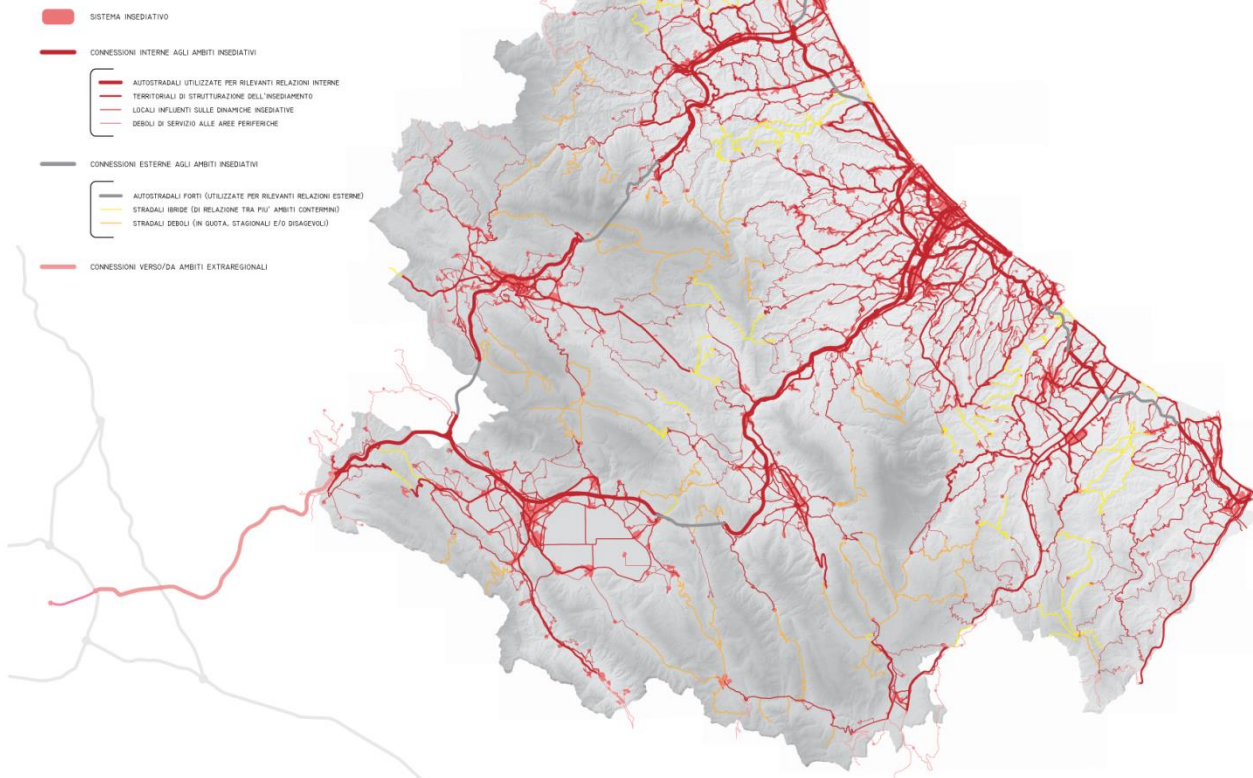 SISTEMA INSEDIATIVO
CONNESSIONI INTERNE AGLI AMBITI INSEDIATIVI
AUTOSTRADALI UTILIZZATE PER RILEVANTI RELAZIONI INTERNE
TERRITORIALI DI STRUTTURAZIONE DELL'INSEDIAMENTO
LOCALI INFLUENTI SULLE DINAMICHE INSEDIATIVE
DEBOLI DI SERVIZIO ALLE AREE PERIFERICHE
CONNESSIONI ESTERNE AGLI AMBITI INSEDIATIVI
AUTOSTRADALI FORTI (UTILIZZATE PER RILEVANTI RELAZIONI ESTERNE)
STRADALI IBRIDE (DI RELAZIONE TRA PIU' AMBITI CONTERMINI)
STRADALI DEBOLI (IN QUOTA, STAGIONALI E/O DISAGEVOLI)
CONNESSIONI VERSO/DA AMBITI EXTRAREGIONALI